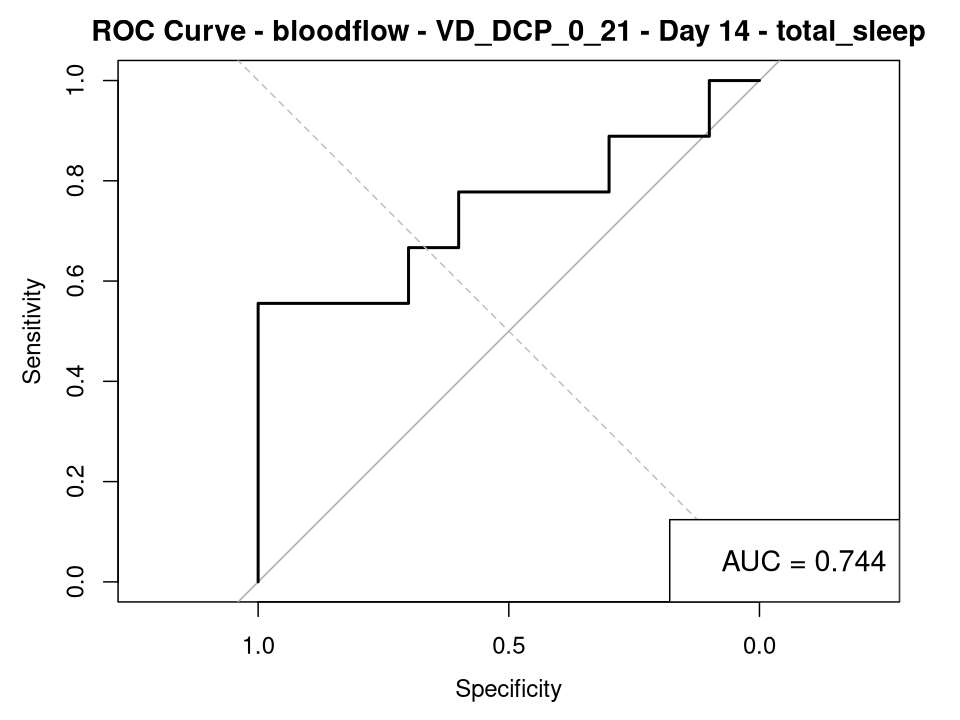 ROC Curve - bloodflow - VD_DCP_0_21 - Day 14 - total_sleep
Sensitivity
1.0
0.8
0.6
0.4
0.2
0.0
AUC = 0.744
1.0 0.5 0.0
Specificity